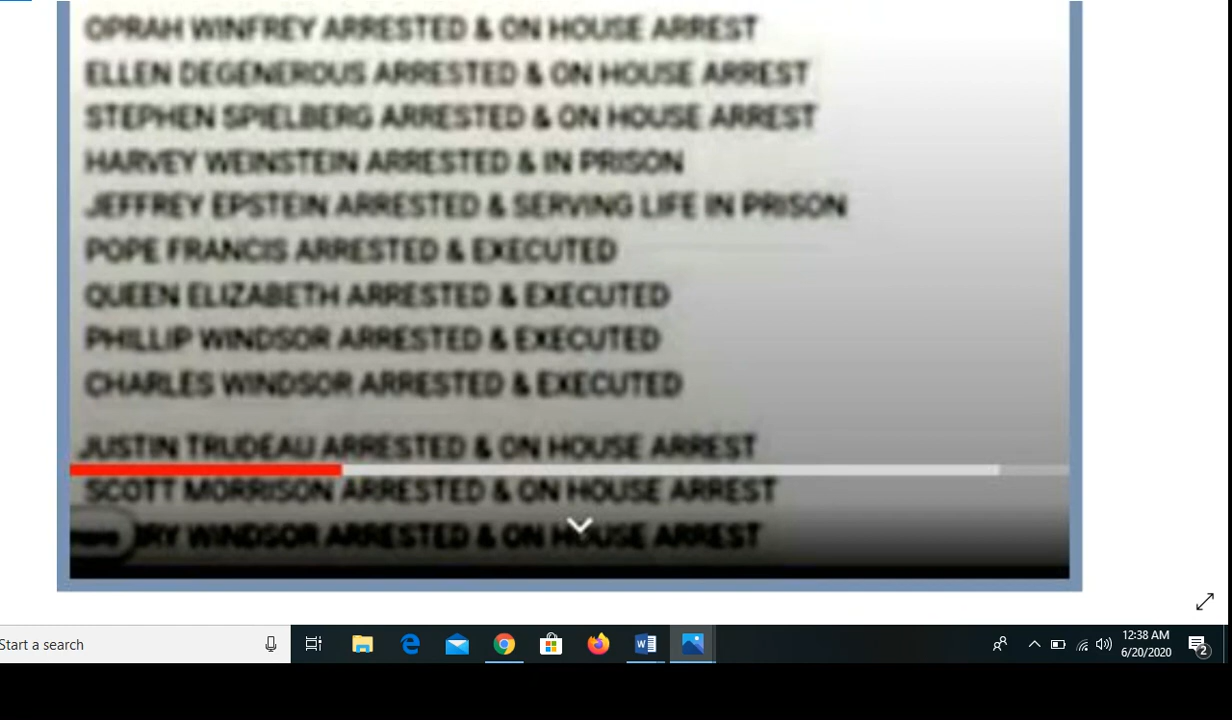 OPRAH WINFREY ARRESTED & ON HOUSE ARREST
ELLEN DEGENEROUS ARRESTED & ON HOUSE ARREST
STEPHEN SPIELBERG ARRESTED & ON HOUSE ARREST
HARVEY WEINSTEIN ARRESTED & IN PRISON
JEFFREY EPSTEIN ARRESTED & SERVING LIFE IN PRISON
POPE FRANCIS ARRESTED & EXECUTED
QUEEN ELIZABETH ARRESTED & EXECUTED
PHILLIP WINDSOR ARRESTED & EXECUTED
CHARLES WINDSOR ARRESTED & EXECUTED
JUSTIN TRUDEAU ARRESTED & ON HOUSE ARREST
SCOTT MORRISON ARRESTED & ON HOUSE ARREST
WINDSOR ARRESTED & ON HOUSE ARREST
Start a search
12:38 AM
6/20/2020
2